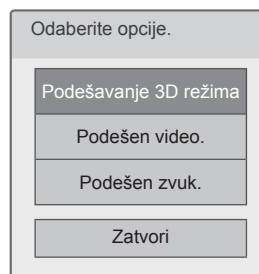 Odaberite opcije.
Podešavanje 3D režima
Podešen video.
Podešen zvuk.
Zatvori